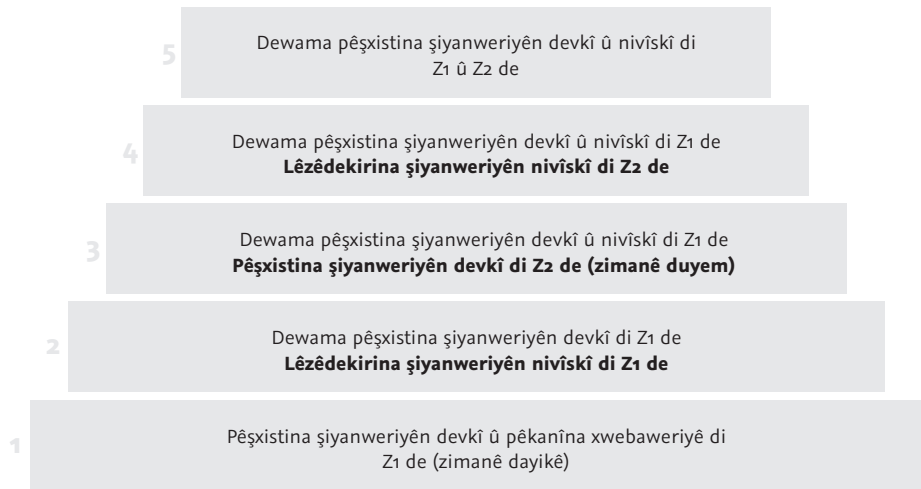 5
Dewama pêşxistina şiyanweriyên devkî û nivîskî di
Z1 û Z2 de
4
Dewama pêşxistina şiyanweriyên devkî û nivîskî di Z1 de
Lêzêdekirina şiyanweriyên nivîskî di Z2 de
3
Dewama pêşxistina şiyanweriyên devkî û nivîskî di Z1 de
Pêşxistina şiyanweriyên devkî di Z2 de (zimanê duyem)
2
Dewama pêşxistina şiyanweriyên devkî di Z1 de
Lêzêdekirina şiyanweriyên nivîskî di Z1 de
1
Pêşxistina şiyanweriyên devkî û pêkanîna xwebaweriyê di
Z1 de (zimanê dayikê)